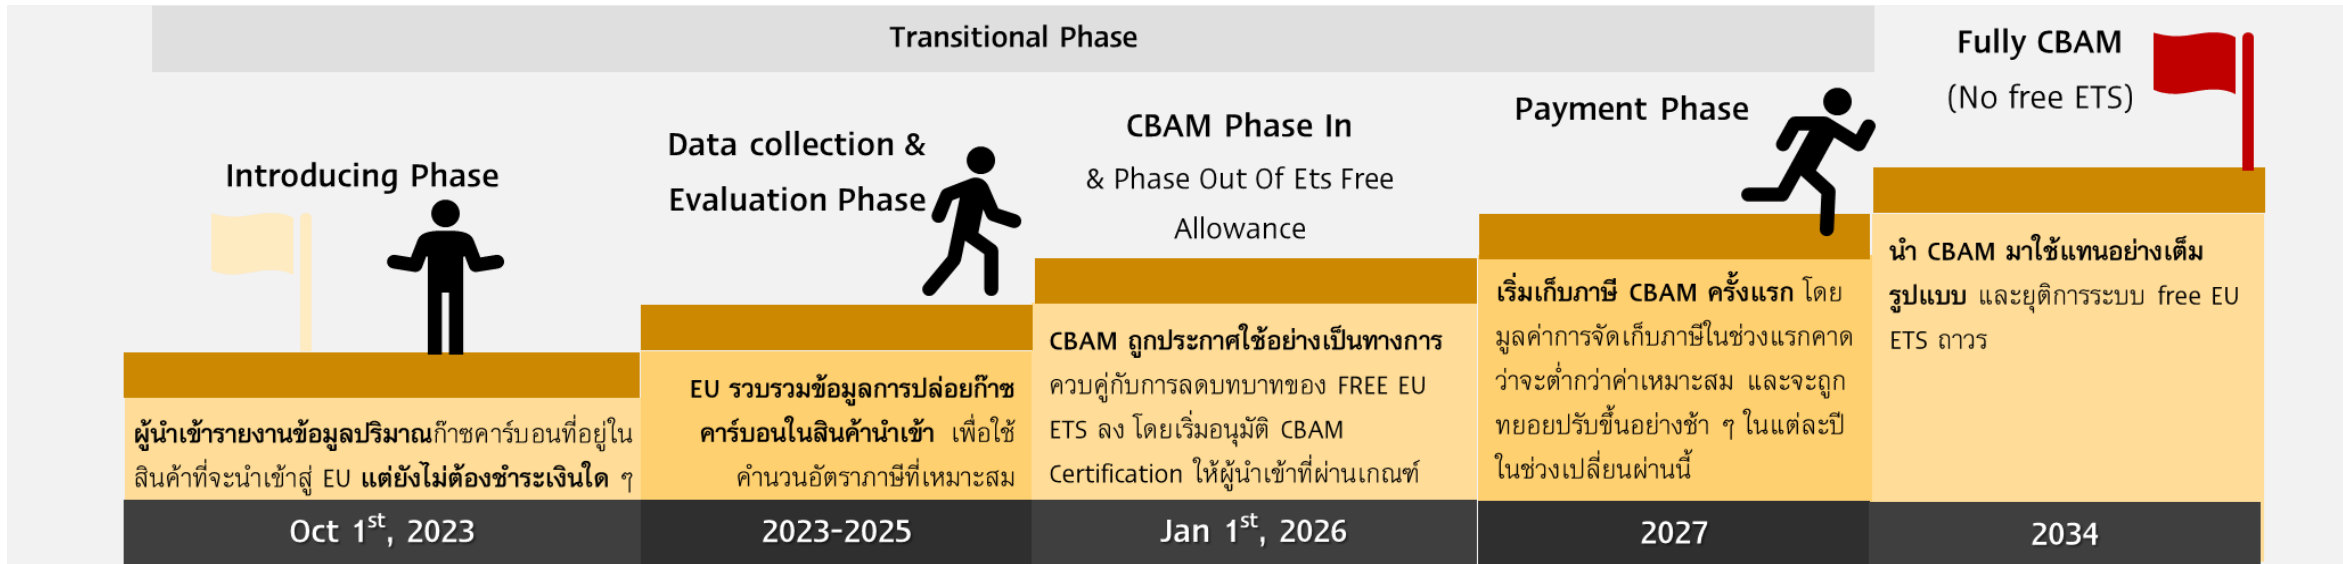 Transitional Phase
Introducing Phase
ผู้นำเข้ารายงานข้อมูลปริมาณก๊าซคาร์บอนที่อยู่ใน
สินค้าที่จะนำเข้าสู่ EU แต่ยังไม่ต้องชำระเงินใด ๆ
Oct 1st, 2023
Data collection &
Evaluation Phase
EU รวบรวมข้อมูลการปล่อยก๊าซ
คาร์บอนในสินค้านำเข้า เพื่อใช้
คำนวนอัตราภาษีที่เหมาะสม
2023-2025
CBAM Phase In
& Phase Out Of Ets Free
Allowance
CBAM ถูกประกาศใช้อย่างเป็นทางการ
ควบคู่กับการลดบทบาทของ FREE EU
ETS ลง โดยเริ่มอนุมัติ CBAM
Certification ให้ผู้นำเข้าที่ผ่านเกณฑ์
Jan 1st, 2026
Payment Phase
เริ่มเก็บภาษี CBAM ครั้งแรก โดย
มูลค่าการจัดเก็บภาษีในช่วงแรกคาด
ว่าจะต่ำกว่าค่าเหมาะสม และจะถูก
ทยอยปรับขึ้นอย่างช้า ๆ ในแต่ละปี
ในช่วงเปลี่ยนผ่านนี้
2027
Fully CBAM
(No free ETS)
นำ CBAM มาใช้แทนอย่างเต็ม
รูปแบบ และยุติการระบบ free EU
ETS ถาวร
2034